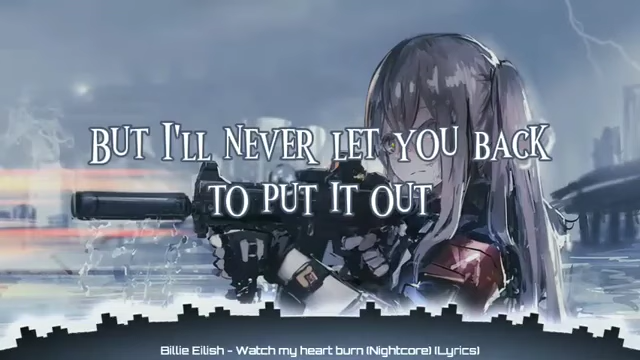 BUT I'LL NEVER LET YOU BACK
TO PUT IT OUT
Billie Eilish - Watch my heart burn (Nightcore) (Lyrics)